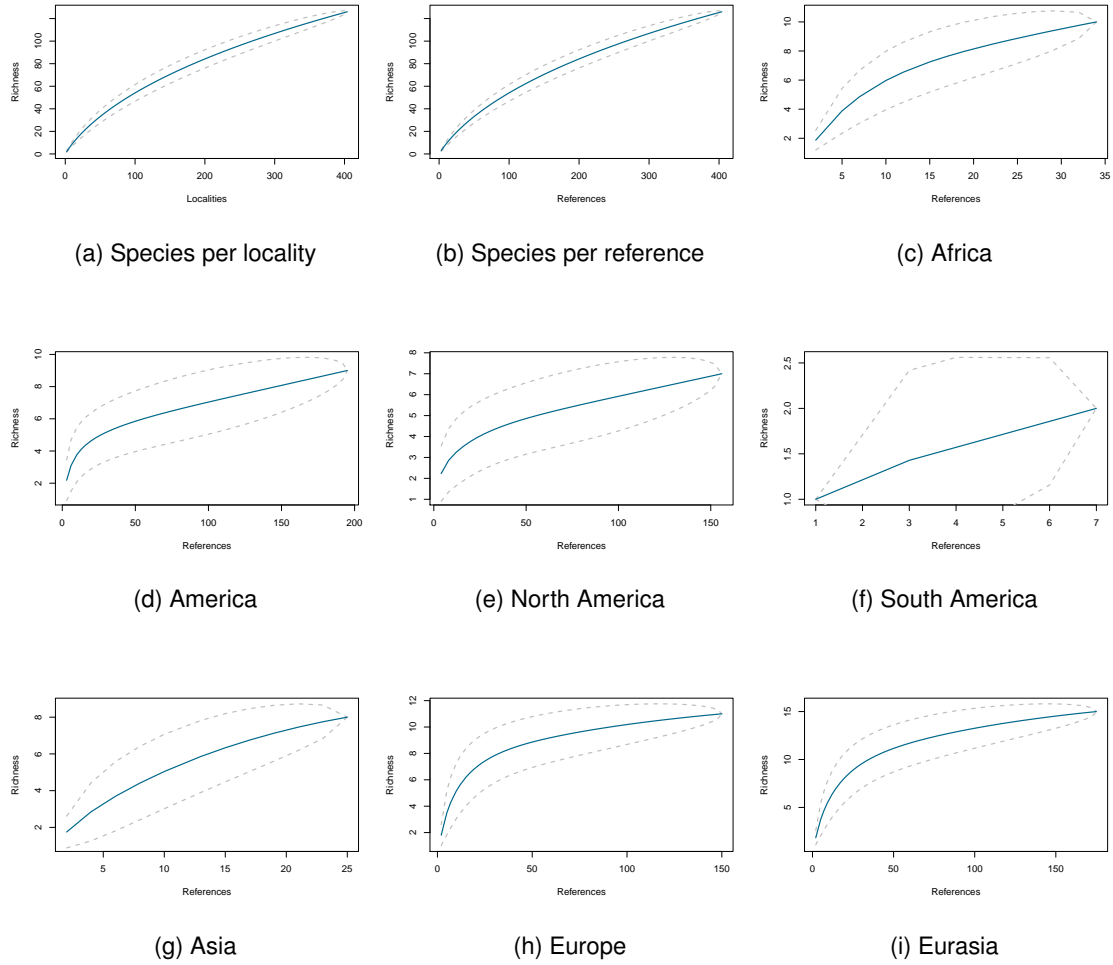 Richness
0 20 40 60 80 100
0 100 200 300 400
Localities
(a) Species per locality
Richness
0 20 40 60 80 100
0 100 200 300 400
References
(b) Species per reference
Richness
2 4 6 8 10
5 10 15 20 25 30 35
References
(c) Africa
Richness
2 4 6 8 10
0 50 100 150 200
References
(d) America
Richness
1 2 3 4 5 6 7 8
0 50 100 150
References
(e) North America
Richness
1.0 1.5 2.0 2.5
1 2 3 4 5 6 7
References
(f) South America
Richness
2 4 6 8
5 10 15 20 25
References
(g) Asia
Richness
2 4 6 8 10 12
0 50 100 150
References
(h) Europe
Richness
5 10 15
0 50 100 150
References
(i) Eurasia